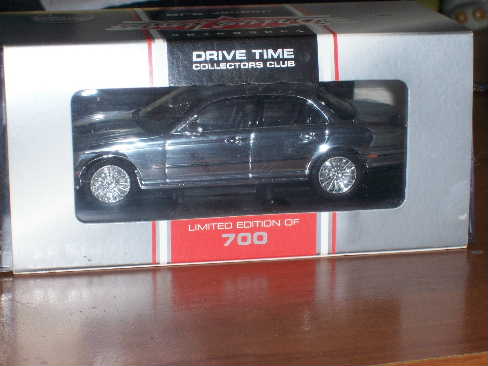 DRIVE TIME
COLLECTORS CLUB
LIMITED EDITION OF
700